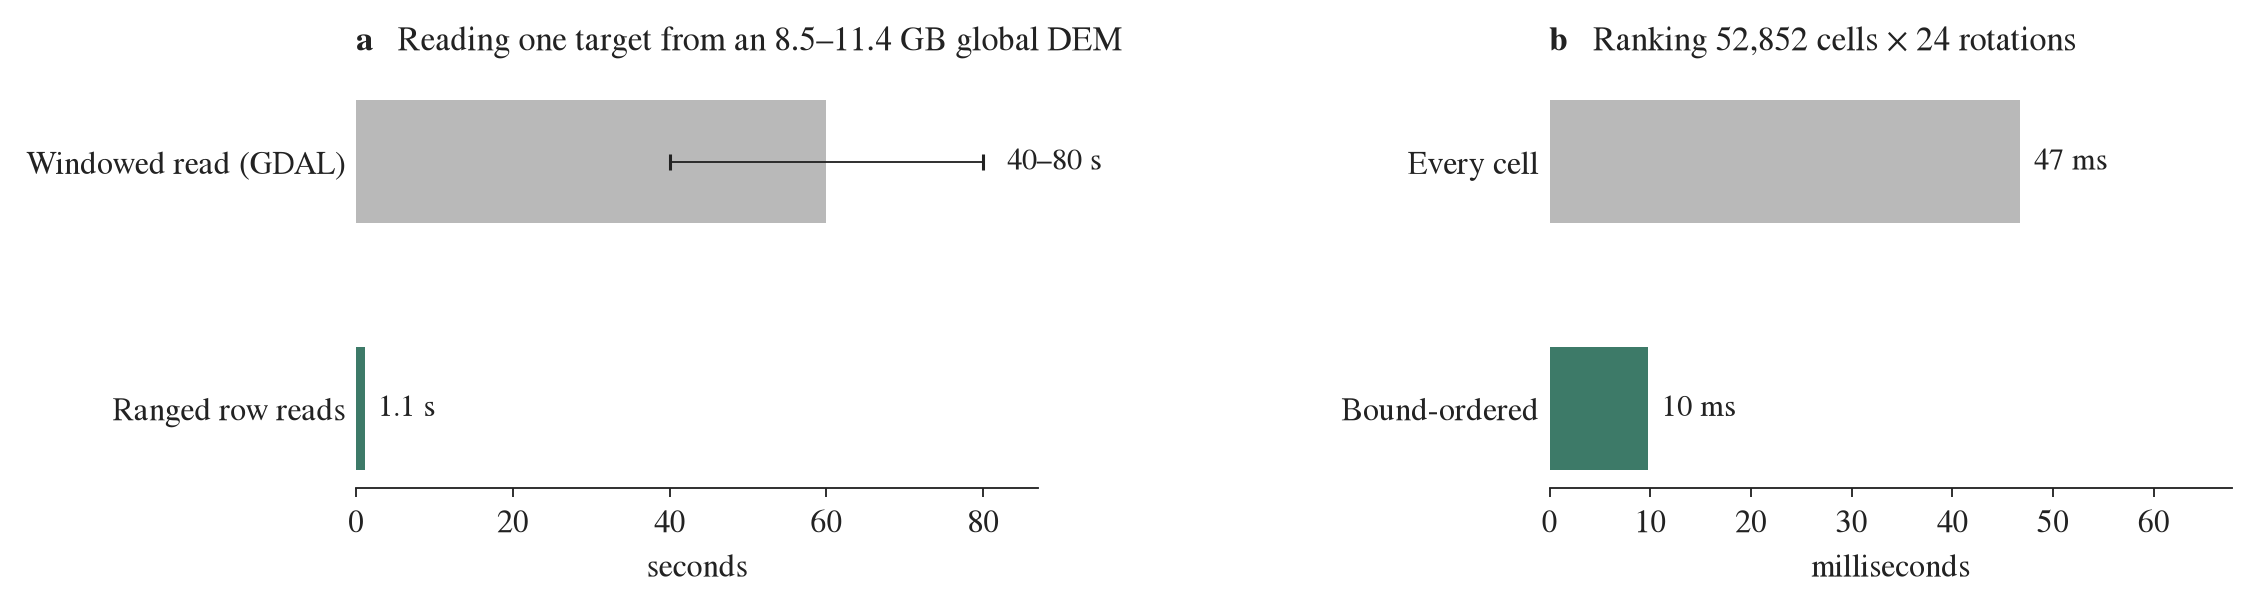 a Reading one target from an 8.5–11.4 GB global DEM
Windowed read (GDAL)
40–80 s
Ranged row reads
1.1 s
0 20 40 60 80
seconds
b Ranking 52,852 cells × 24 rotations
Every cell
47 ms
Bound-ordered
10 ms
0 10 20 30 40 50 60
milliseconds